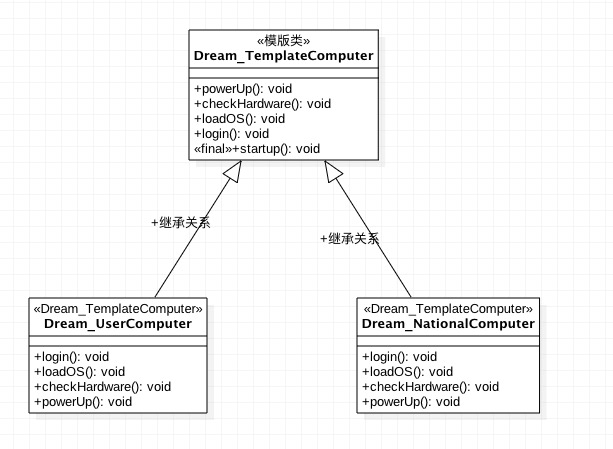 «模版类»
Dream_TemplateComputer
+powerUp(): void
+checkHardware(): void
+loadOS(): void
+login(): void
«final»+startup(): void
+继承关系
+继承关系
«Dream_TemplateComputer»
Dream_UserComputer
+login(): void
+loadOS(): void
+checkHardware(): void
+powerUp(): void
«Dream_TemplateComputer»
Dream_NationalComputer
+login(): void
+loadOS(): void
+checkHardware(): void
+powerUp(): void